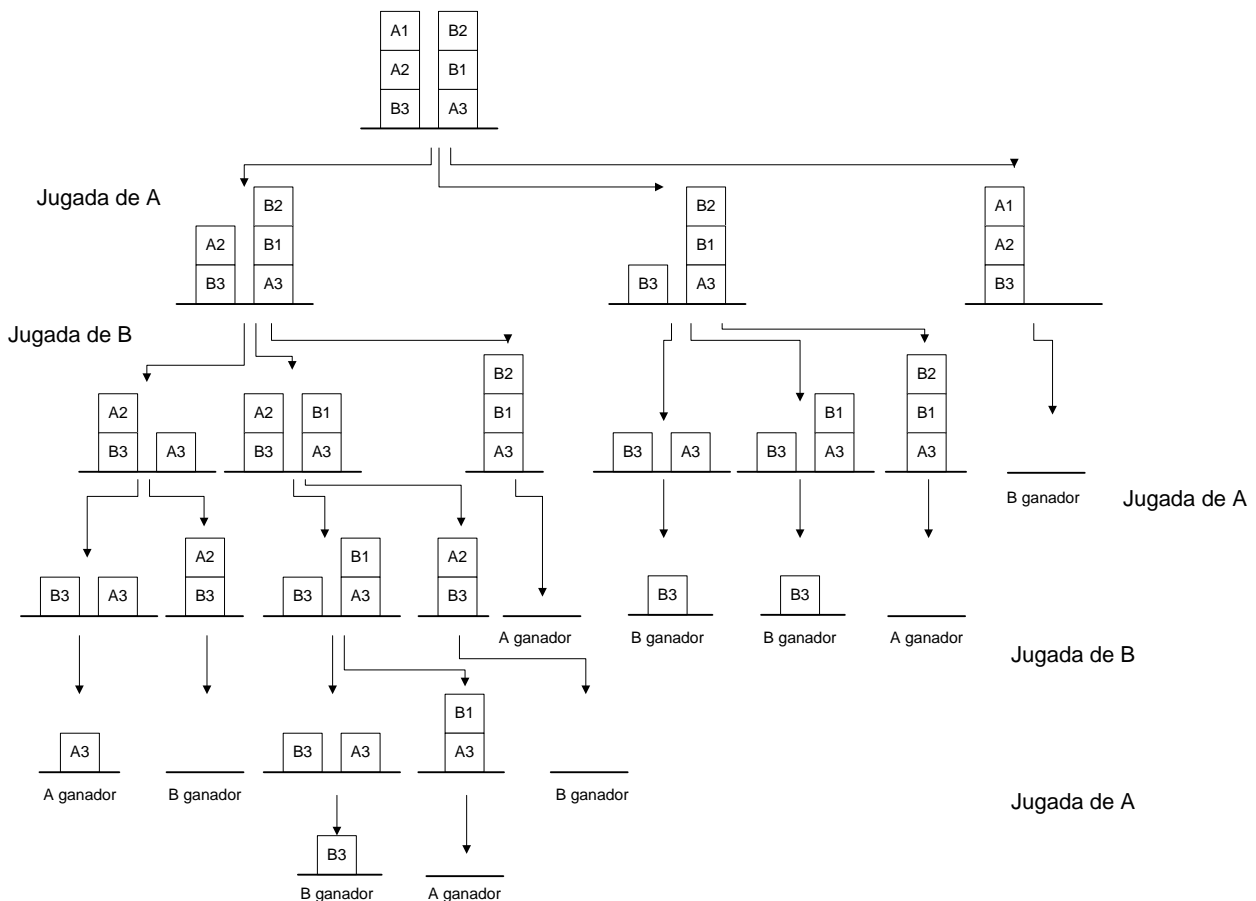 A1 B2
A2 B1
B3 A3
Jugada de A
B2 A1
A2 B1 B2 B1 A2
B3 A3 B3 A3 B3
Jugada de B
B2 B2
A2 A2 B1 B1 B1 B1
B3 A3 B3 A3 A3 B3 A3 B3 A3 A3
B ganador
Jugada de A
A2 B1 A2
B3 A3 B3 B3 A3 B3 B3 B3
A ganador B ganador B ganador A ganador
Jugada de B
B1
A3 B3 A3 A3
A ganador B ganador B ganador
Jugada de A
B3
B ganador A ganador